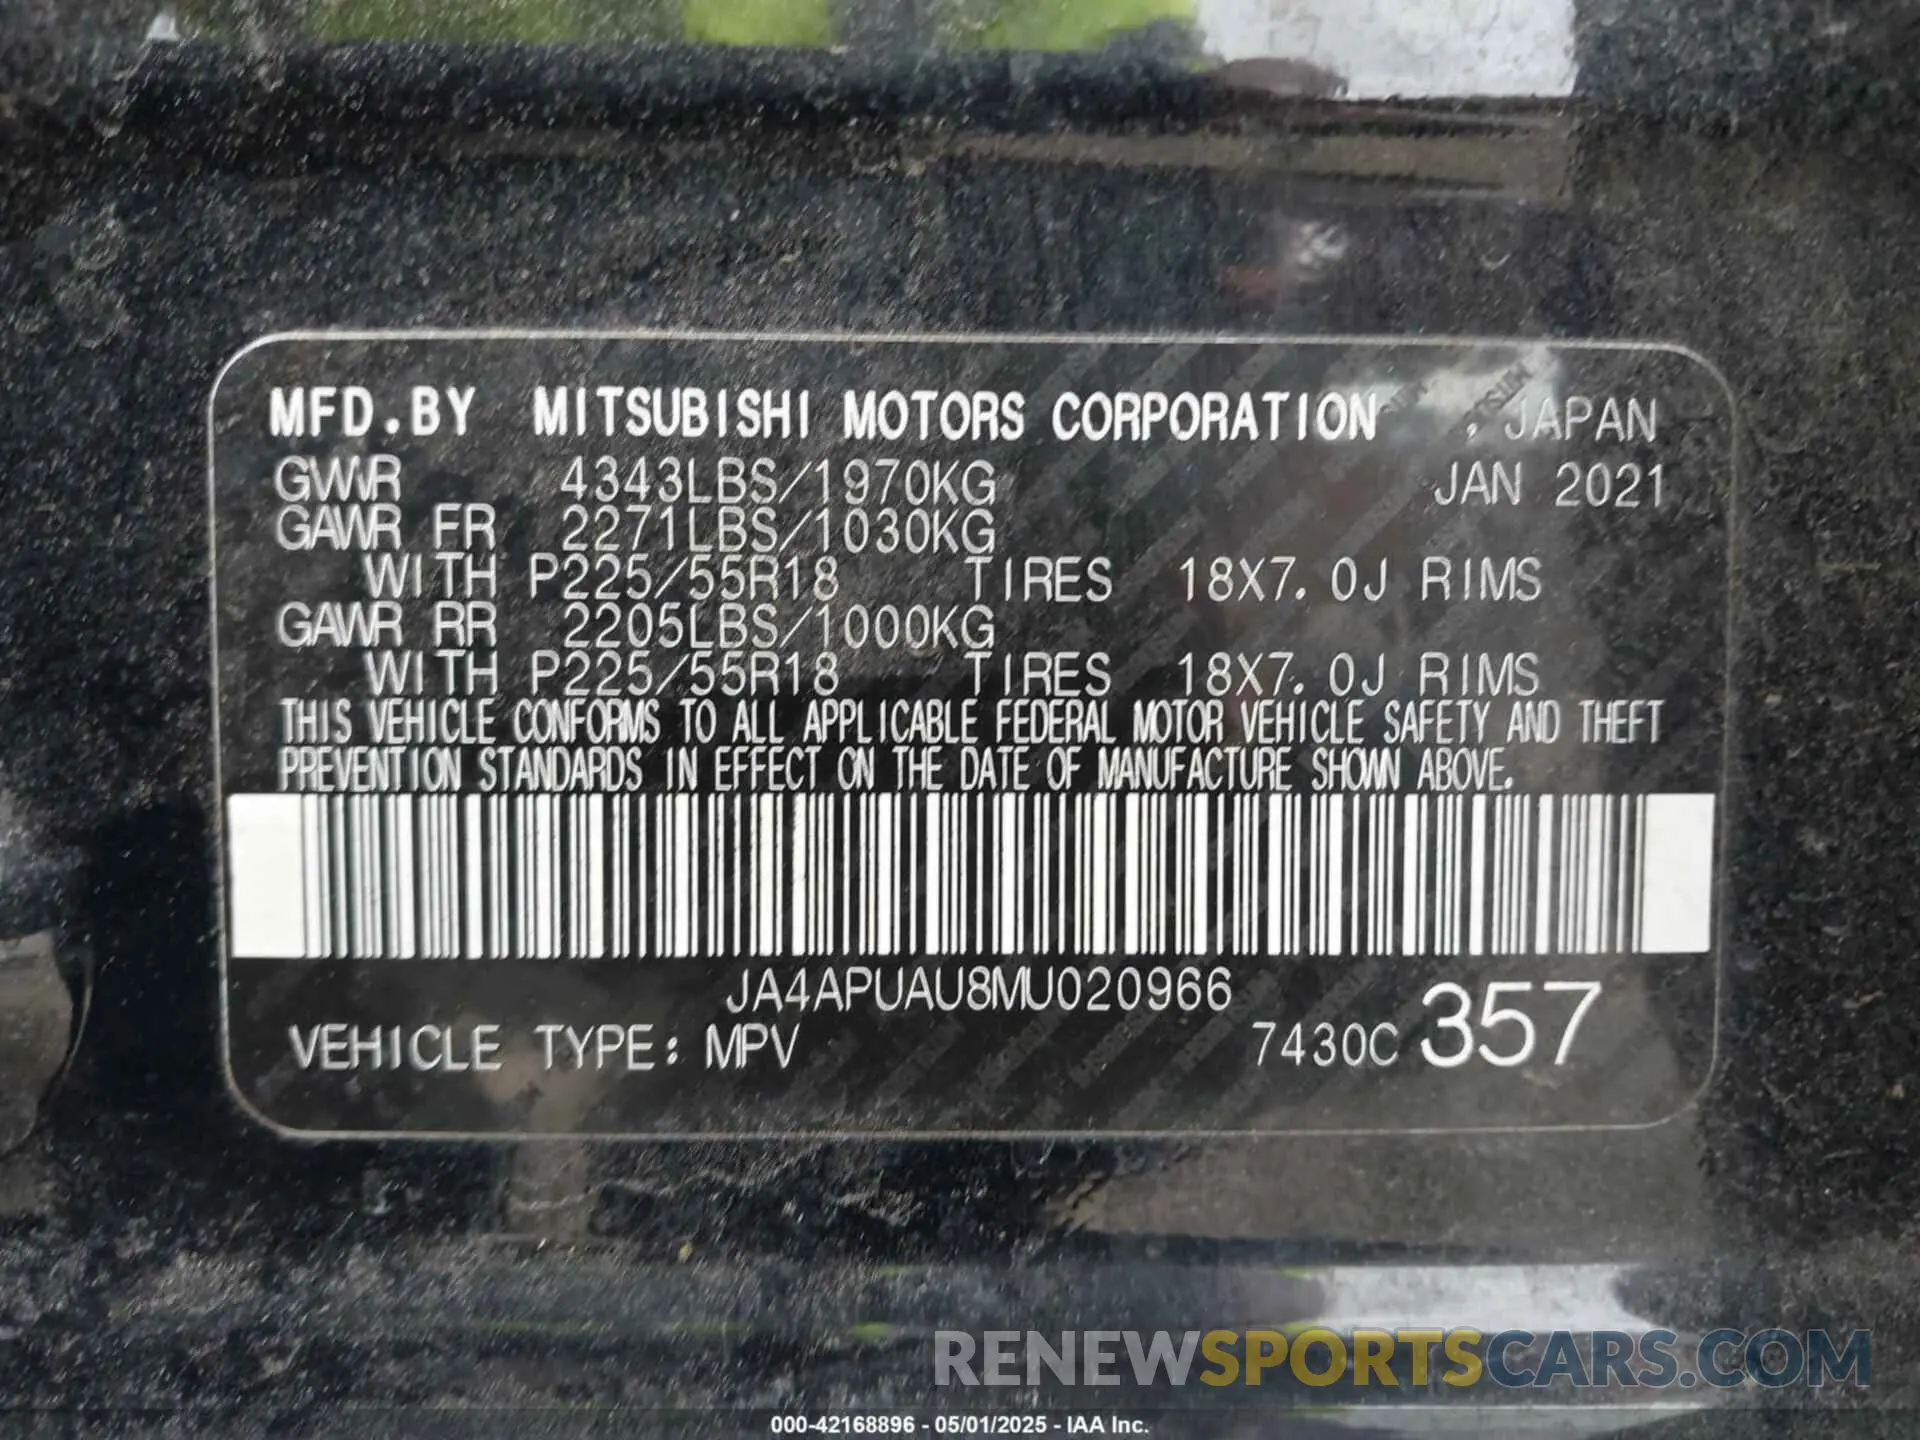 MFD.BY MITSUBISHI MOTORS CORPORATION , JAPAN
GVWR 4343LBS/1970KG JAN 2021
GAWR FR 2271LBS/1030KG
WITH P225/55R18 TIRES 18X7.0J RIMS
GAWR RR 2205LBS/1000KG
WITH P225/55R18 TIRES 18X7.0J RIMS
THIS VEHICLE CONFORMS TO ALL APPLICABLE FEDERAL MOTOR VEHICLE SAFETY AND THEFT
PREVENTION STANDARDS IN EFFECT ON THE DATE OF MANUFACTURE SHOWN ABOVE.
JA4APUAU8MU020966
VEHICLE TYPE: MPV 7430C 357
RENEWSPORTSCARS.COM
000-42168896 - 05/01/2025 - IAA Inc.